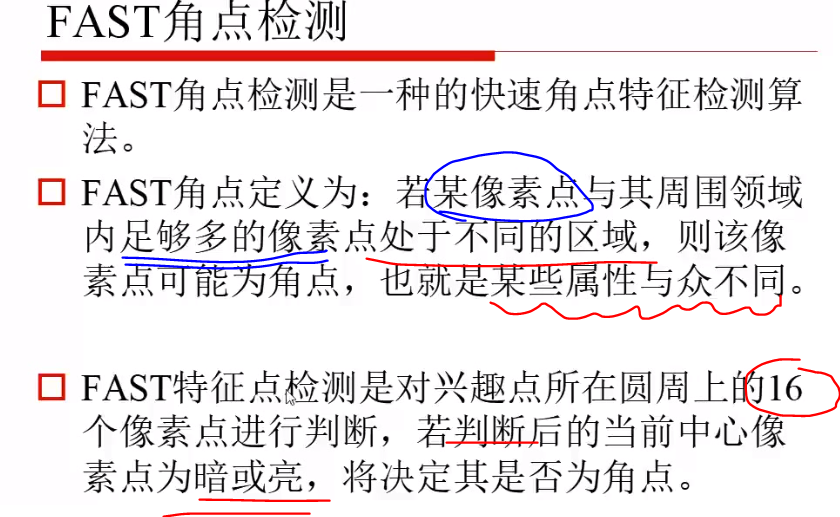 FAST角点检测
FAST角点检测是一种的快速角点特征检测算
法。
FAST角点定义为：若某像素点与其周围领域
内足够多的像素点处于不同的区域，则该像
素点可能为角点，也就是某些属性与众不同。
FAST特征点检测是对兴趣点所在圆周上的16
个像素点进行判断，若判断后的当前中心像
素点为暗或亮，将决定其是否为角点。